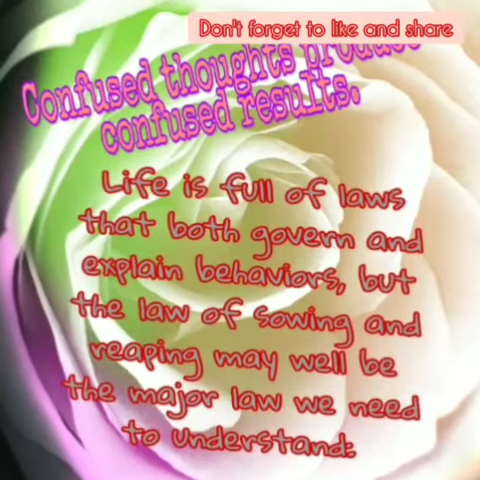 Don't forget to like and share
Confused thoughts produce
confused results.
Life is full of laws
that both govern and
explain behaviors, but
the law of sowing and
reaping may well be
the major law we need
to understand: